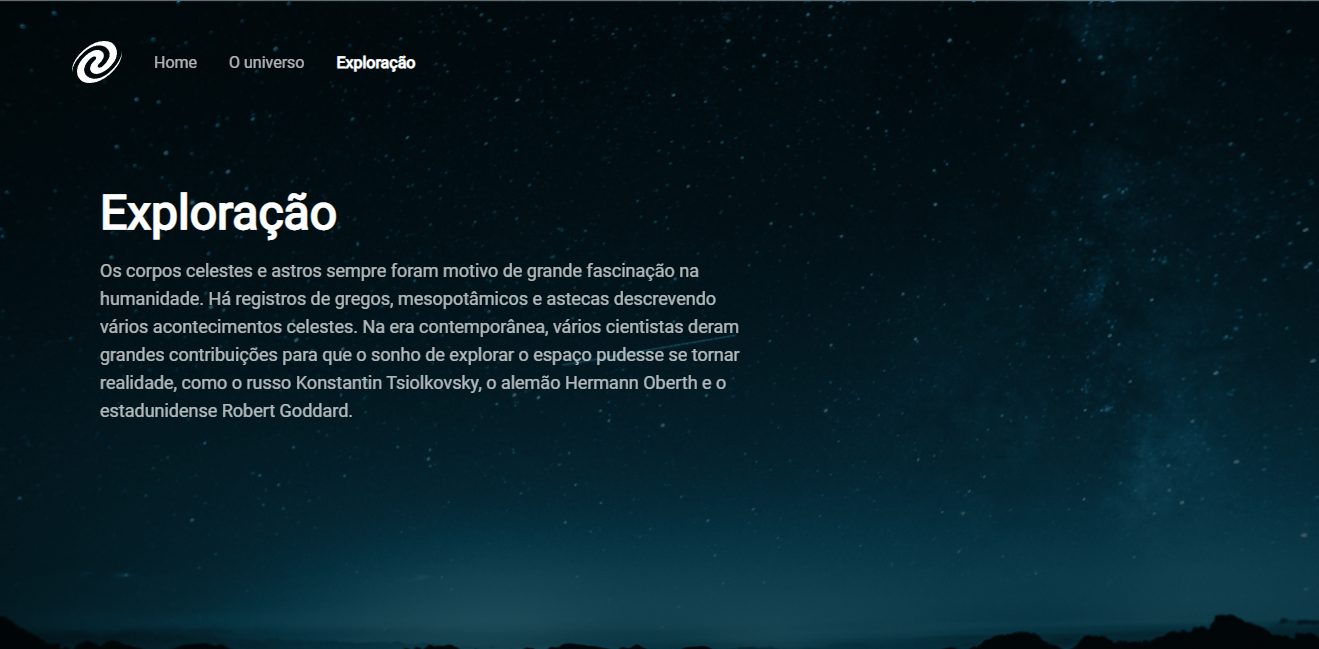 Home
O universo
Exploração
Exploração
Os corpos celestes e astros sempre foram motivo de grande fascinação na
humanidade. Há registros de gregos, mesopotâmicos e astecas descrevendo
vários acontecimentos celestes. Na era contemporânea, vários cientistas deram
grandes contribuições para que o sonho de explorar o espaço pudesse se tornar
realidade, como o russo Konstantin Tsiolkovsky, o alemão Hermann Oberth e o
estadunidense Robert Goddard.